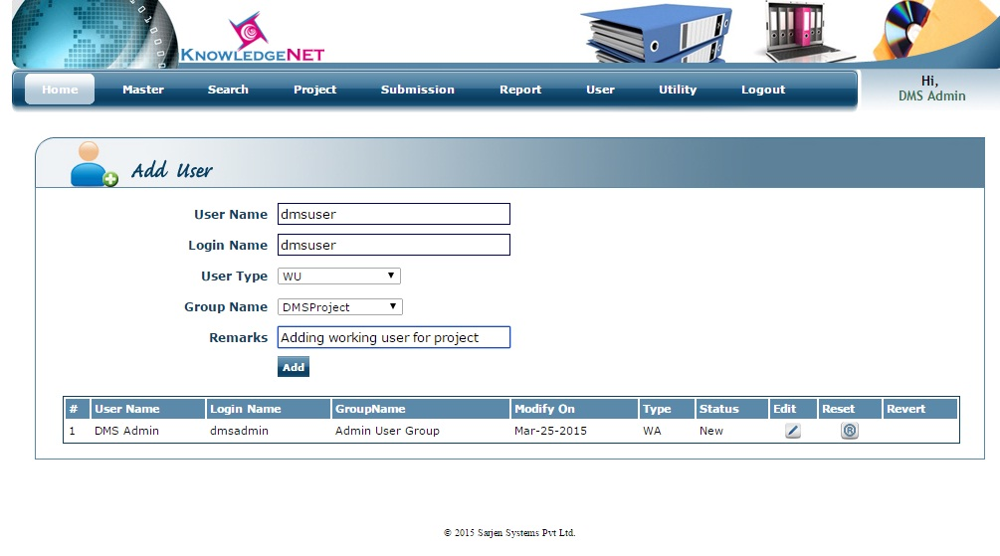 KNOWLEDGENET
Home Master Search Project Submission Report User Utility Logout
Hi,
DMS Admin
Add User
User Name dmsuser
Login Name dmsuser
User Type WU
Group Name DMSProject
Remarks Adding working user for project
Add
# User Name Login Name GroupName Modify On Type Status Edit Reset Revert
1 DMS Admin dmsadmin Admin User Group Mar-25-2015 WA New ®
© 2015 Sarjen Systems Pvt Ltd.